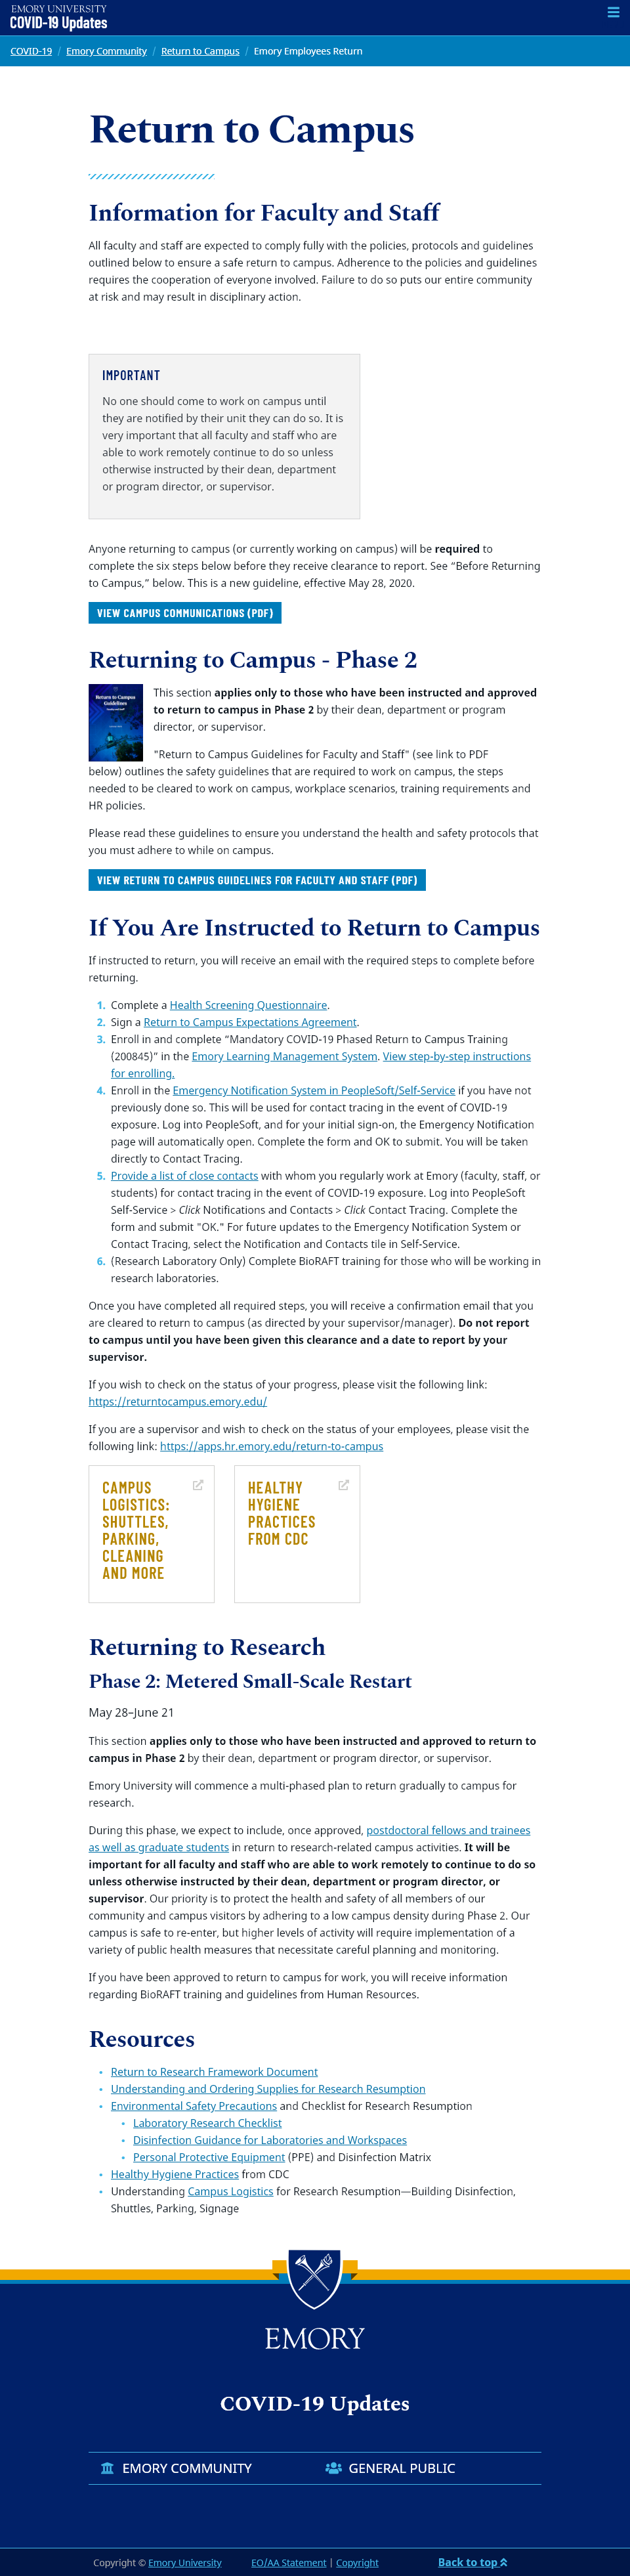 EMORY UNIVERSITY
COVID-19 Updates
COVID-19 / Emory Community / Return to Campus / Emory Employees Return
Return to Campus
Information for Faculty and Staff
All faculty and staff are expected to comply fully with the policies, protocols and guidelines
outlined below to ensure a safe return to campus. Adherence to the policies and guidelines
requires the cooperation of everyone involved. Failure to do so puts our entire community
at risk and may result in disciplinary action.
IMPORTANT
No one should come to work on campus until
they are notified by their unit they can do so. It is
very important that all faculty and staff who are
able to work remotely continue to do so unless
otherwise instructed by their dean, department
or program director, or supervisor.
Anyone returning to campus (or currently working on campus) will be required to
complete the six steps below before they receive clearance to report. See “Before Returning
to Campus,” below. This is a new guideline, effective May 28, 2020.
VIEW CAMPUS COMMUNICATIONS (PDF)
Returning to Campus - Phase 2
Return to Campus
Guidelines
This section applies only to those who have been instructed and approved
to return to campus in Phase 2 by their dean, department or program
director, or supervisor.
"Return to Campus Guidelines for Faculty and Staff" (see link to PDF
below) outlines the safety guidelines that are required to work on campus, the steps
needed to be cleared to work on campus, workplace scenarios, training requirements and
HR policies.
Please read these guidelines to ensure you understand the health and safety protocols that
you must adhere to while on campus.
VIEW RETURN TO CAMPUS GUIDELINES FOR FACULTY AND STAFF (PDF)
If You Are Instructed to Return to Campus
If instructed to return, you will receive an email with the required steps to complete before
returning.
1. Complete a Health Screening Questionnaire.
2. Sign a Return to Campus Expectations Agreement.
3. Enroll in and complete “Mandatory COVID-19 Phased Return to Campus Training
(200845)” in the Emory Learning Management System. View step-by-step instructions
for enrolling.
4. Enroll in the Emergency Notification System in PeopleSoft/Self-Service if you have not
previously done so. This will be used for contact tracing in the event of COVID-19
exposure. Log into PeopleSoft, and for your initial sign-on, the Emergency Notification
page will automatically open. Complete the form and OK to submit. You will be taken
directly to Contact Tracing.
5. Provide a list of close contacts with whom you regularly work at Emory (faculty, staff, or
students) for contact tracing in the event of COVID-19 exposure. Log into PeopleSoft
Self-Service > Click Notifications and Contacts > Click Contact Tracing. Complete the
form and submit "OK." For future updates to the Emergency Notification System or
Contact Tracing, select the Notification and Contacts tile in Self-Service.
6. (Research Laboratory Only) Complete BioRAFT training for those who will be working in
research laboratories.
Once you have completed all required steps, you will receive a confirmation email that you
are cleared to return to campus (as directed by your supervisor/manager). Do not report
to campus until you have been given this clearance and a date to report by your
supervisor.
If you wish to check on the status of your progress, please visit the following link:
https://returntocampus.emory.edu/
If you are a supervisor and wish to check on the status of your employees, please visit the
following link: https://apps.hr.emory.edu/return-to-campus
CAMPUS
LOGISTICS:
SHUTTLES,
PARKING,
CLEANING
AND MORE
HEALTHY
HYGIENE
PRACTICES
FROM CDC
Returning to Research
Phase 2: Metered Small-Scale Restart
May 28–June 21
This section applies only to those who have been instructed and approved to return to
campus in Phase 2 by their dean, department or program director, or supervisor.
Emory University will commence a multi-phased plan to return gradually to campus for
research.
During this phase, we expect to include, once approved, postdoctoral fellows and trainees
as well as graduate students in return to research-related campus activities. It will be
important for all faculty and staff who are able to work remotely to continue to do so
unless otherwise instructed by their dean, department or program director, or
supervisor. Our priority is to protect the health and safety of all members of our
community and campus visitors by adhering to a low campus density during Phase 2. Our
campus is safe to re-enter, but higher levels of activity will require implementation of a
variety of public health measures that necessitate careful planning and monitoring.
If you have been approved to return to campus for work, you will receive information
regarding BioRAFT training and guidelines from Human Resources.
Resources
Return to Research Framework Document
Understanding and Ordering Supplies for Research Resumption
Environmental Safety Precautions and Checklist for Research Resumption
Laboratory Research Checklist
Disinfection Guidance for Laboratories and Workspaces
Personal Protective Equipment (PPE) and Disinfection Matrix
Healthy Hygiene Practices from CDC
Understanding Campus Logistics for Research Resumption—Building Disinfection,
Shuttles, Parking, Signage
EMORY
COVID-19 Updates
EMORY COMMUNITY GENERAL PUBLIC
Copyright © Emory University EO/AA Statement | Copyright Back to top